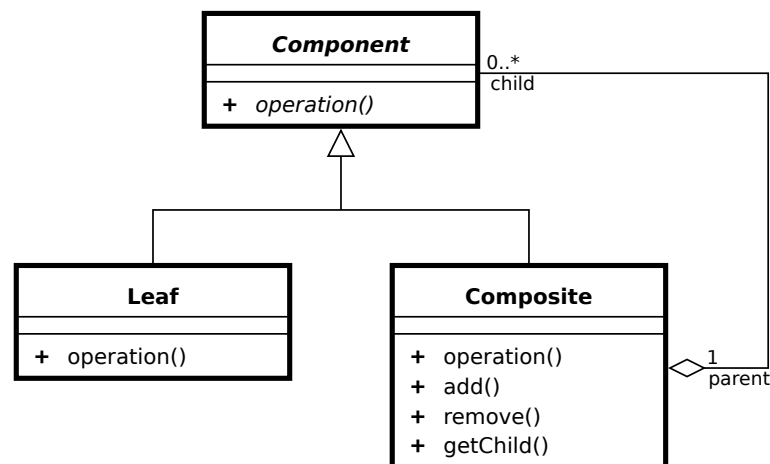 Component
+ operation()
0..*
child
Leaf
+ operation()
Composite
+ operation()
+ add()
+ remove()
+ getChild()
1
parent